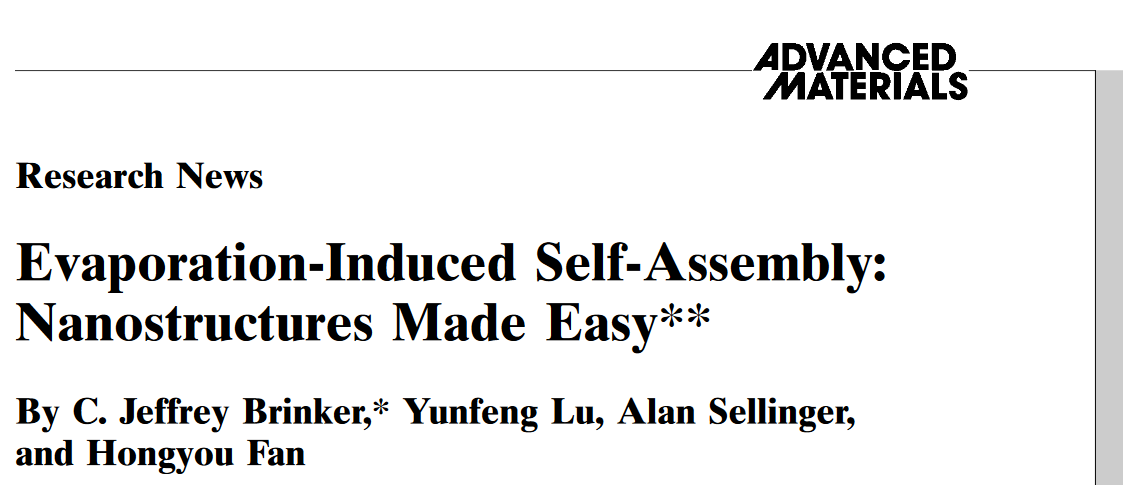 ADVANCED
MATERIALS
Research News
Evaporation-Induced Self-Assembly:
Nanostructures Made Easy**
By C. Jeffrey Brinker,* Yunfeng Lu, Alan Sellinger,
and Hongyou Fan